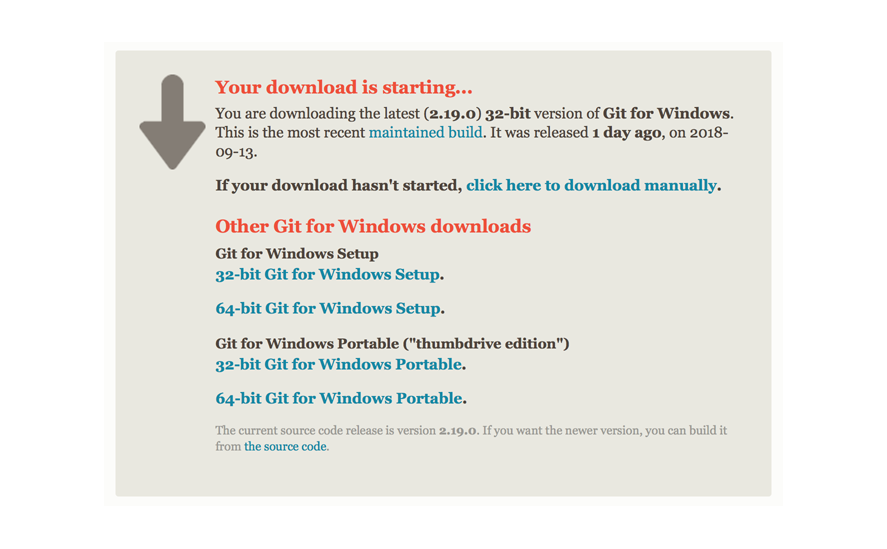 Your download is starting...
You are downloading the latest (2.19.0) 32-bit version of Git for Windows.
This is the most recent maintained build. It was released 1 day ago, on 2018-
09-13.
If your download hasn't started, click here to download manually.
Other Git for Windows downloads
Git for Windows Setup
32-bit Git for Windows Setup.
64-bit Git for Windows Setup.
Git for Windows Portable ("thumbdrive edition")
32-bit Git for Windows Portable.
64-bit Git for Windows Portable.
The current source code release is version 2.19.0. If you want the newer version, you can build it
from the source code.